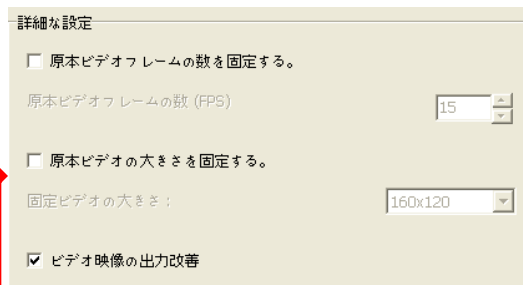 詳細な設定
原本ビデオフレームの数を固定する。
原本ビデオフレームの数 (FPS)
15
原本ビデオの大きさを固定する。
固定ビデオの大きさ :
160x120
ビデオ映像の出力改善